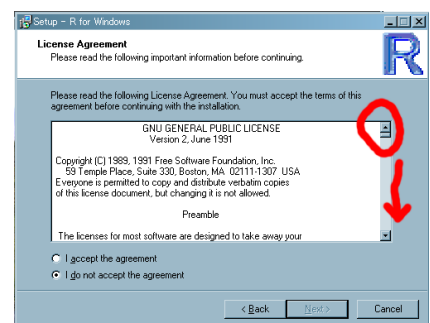 Setup - R for Windows
License Agreement
Please read the following important information before continuing.
R
Please read the following License Agreement. You must accept the terms of this
agreement before continuing with the installation.
GNU GENERAL PUBLIC LICENSE
Version 2, June 1991
Copyright (C) 1989, 1991 Free Software Foundation, Inc.
59 Temple Place, Suite 330, Boston, MA 02111-1307 USA
Everyone is permitted to copy and distribute verbatim copies
of this license document, but changing it is not allowed.
Preamble
The licenses for most software are designed to take away your
I accept the agreement
I do not accept the agreement
< Back
Next >
Cancel